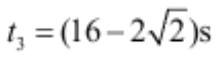 t₃ = (16 − 2√2)s